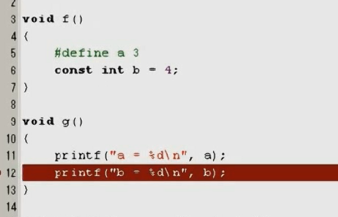 2
3 void f()
4 {
5 #define a 3
6 const int b = 4;
7 }
8
9 void g()
10 {
11 printf("a = %d\n", a);
12 printf("b = %d\n", b);
13 }
14